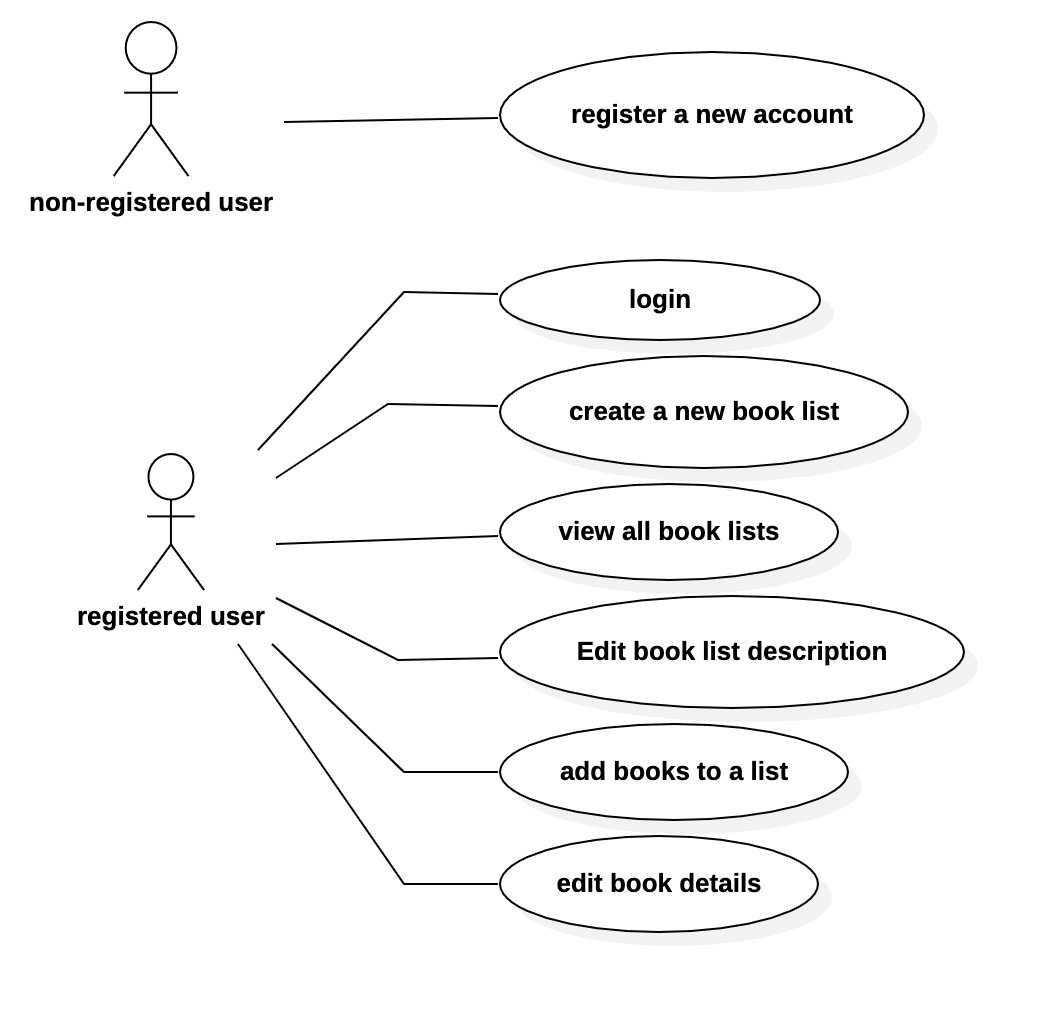 register a new account
non-registered user
login
create a new book list
view all book lists
registered user
Edit book list description
add books to a list
edit book details